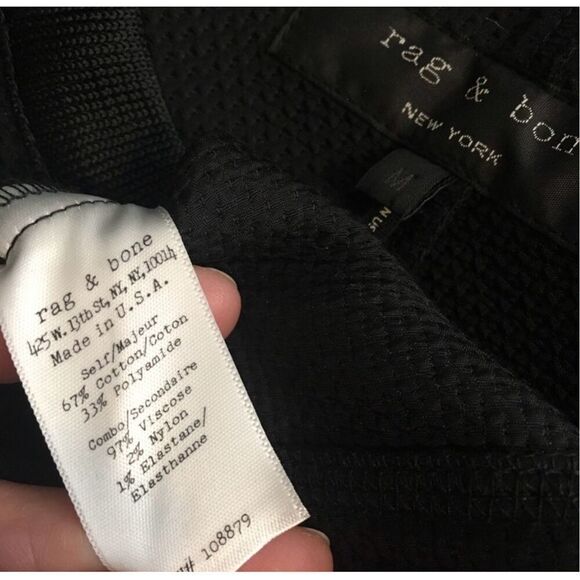 rag & bone
NEW YORK
M
rag & bone
425 W. 13th St, NY, NY, 10014
Made in U.S.A.
Self/Majeur
67% Cotton/Coton
33% Polyamide
Combo/Secondaire
97% Viscose
2% Nylon
1% Elastane/
Elasthanne
# 108879